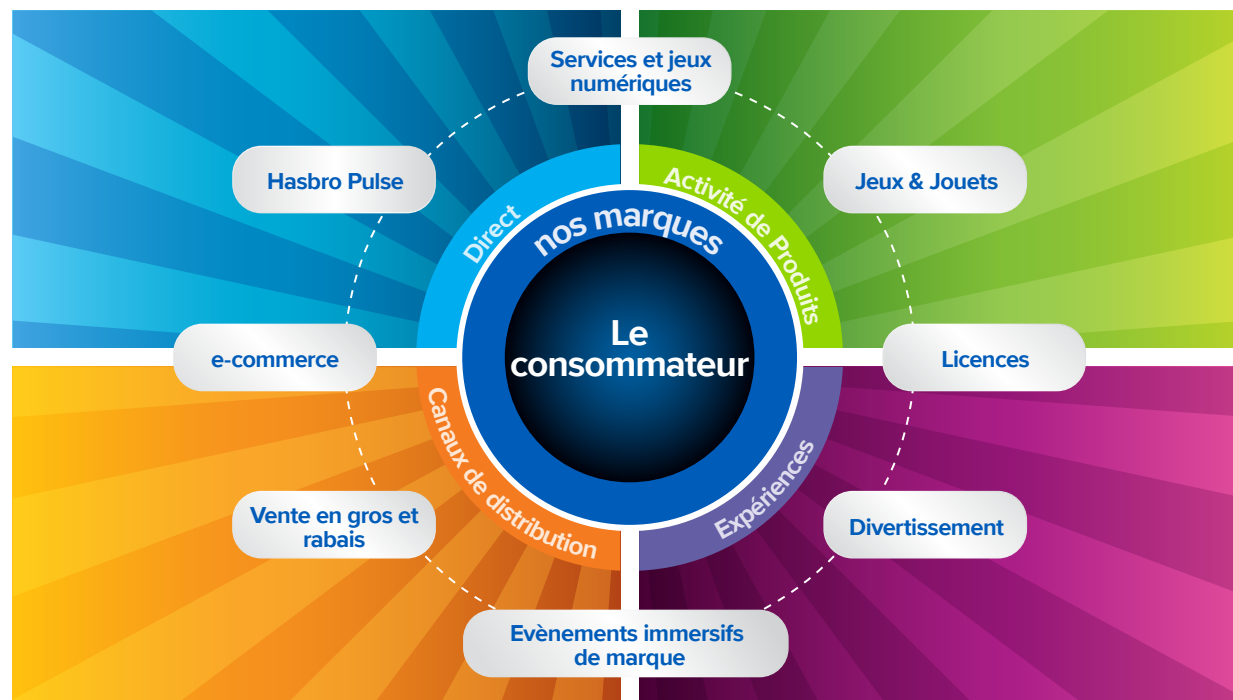 Services et jeux
numériques
Hasbro Pulse
Jeux & Jouets
Direct
Activité de Produits
nos marques
Le
consommateur
e-commerce
Licences
Canaux de distribution
Expériences
Vente en gros et
rabais
Divertissement
Evènements immersifs
de marque